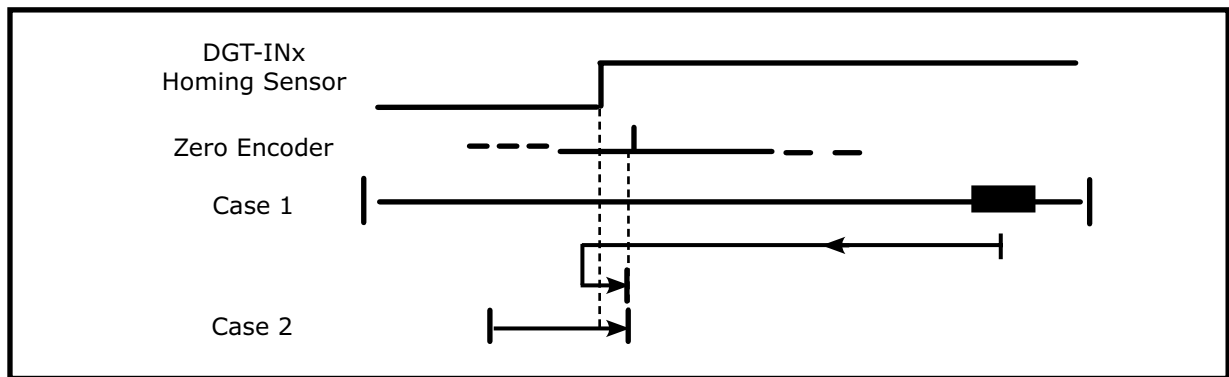 DGT-INx
Homing Sensor
Zero Encoder
Case 1
Case 2